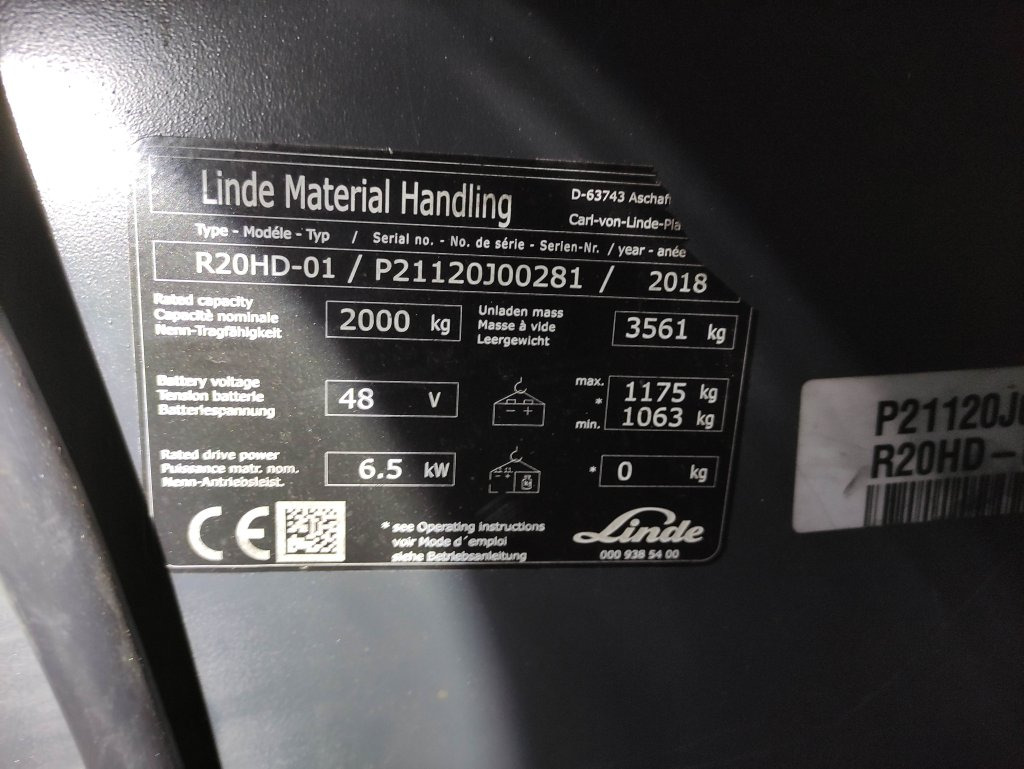 Linde Material Handling
D-63743 Aschaf
Carl-von-Linde-Pla
Type - Modéle - Typ / Serial no. - No. de série - Serien-Nr. / year - anée
R20HD-01 / P21120J00281 / 2018
Rated capacity
Capacité nominale
Nenn-Tragfähigkeit
2000 kg
Unladen mass
Masse à vide
Leergewicht
3561 kg
Battery voltage
Tension batterie
Batteriespannung
48 V
max. 1175 kg
*
min. 1063 kg
Rated drive power
Puissance motr. nom.
Nenn-Antriebsleist.
6.5 kW
* 0 kg
CE
* see Operating instructions
voir Mode d´emploi
siehe Betriebsanleitung
Linde
000 938 54 00
P21120J0
R20HD-